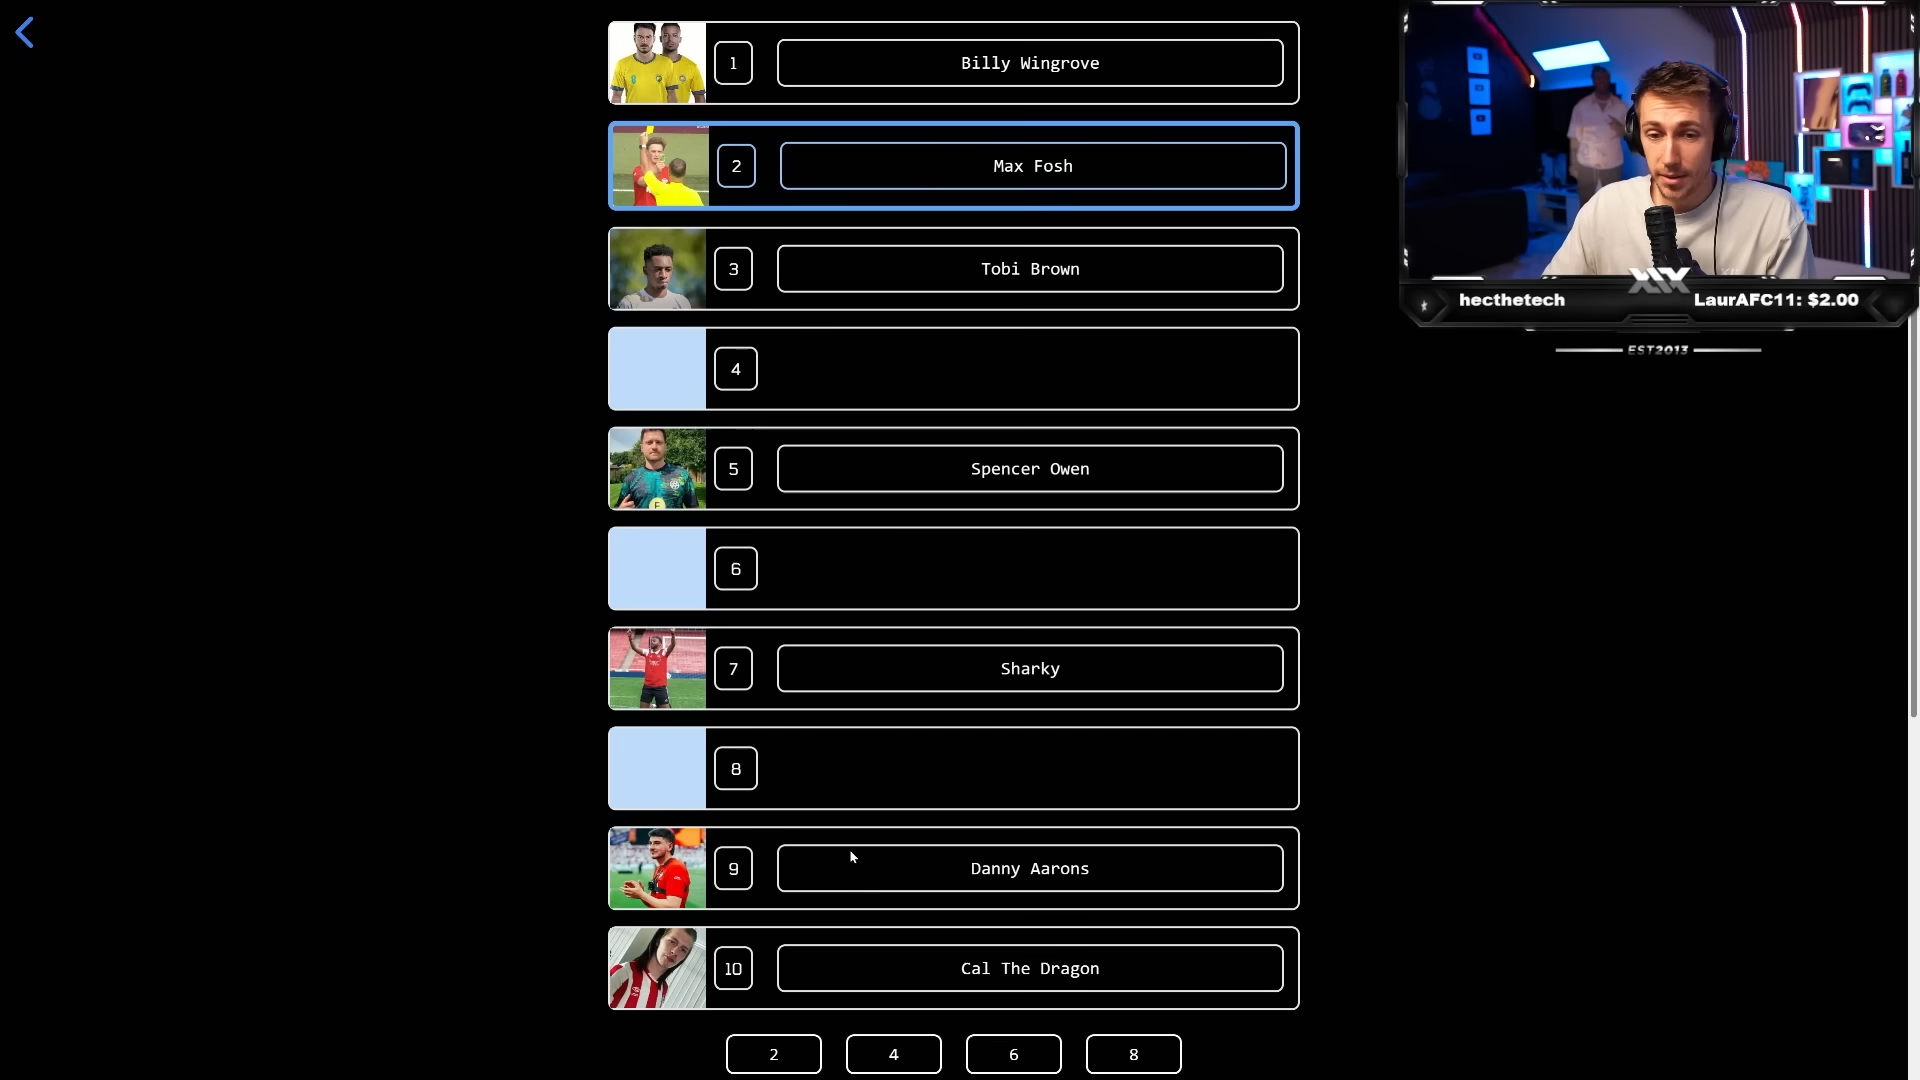 1
Billy Wingrove
2
Max Fosh
3
Tobi Brown
4
5
Spencer Owen
6
7
Sharky
8
9
Danny Aarons
10
Cal The Dragon
2 4 6 8
XIX
hecthetech LaurAFC11: $2.00
EST2013